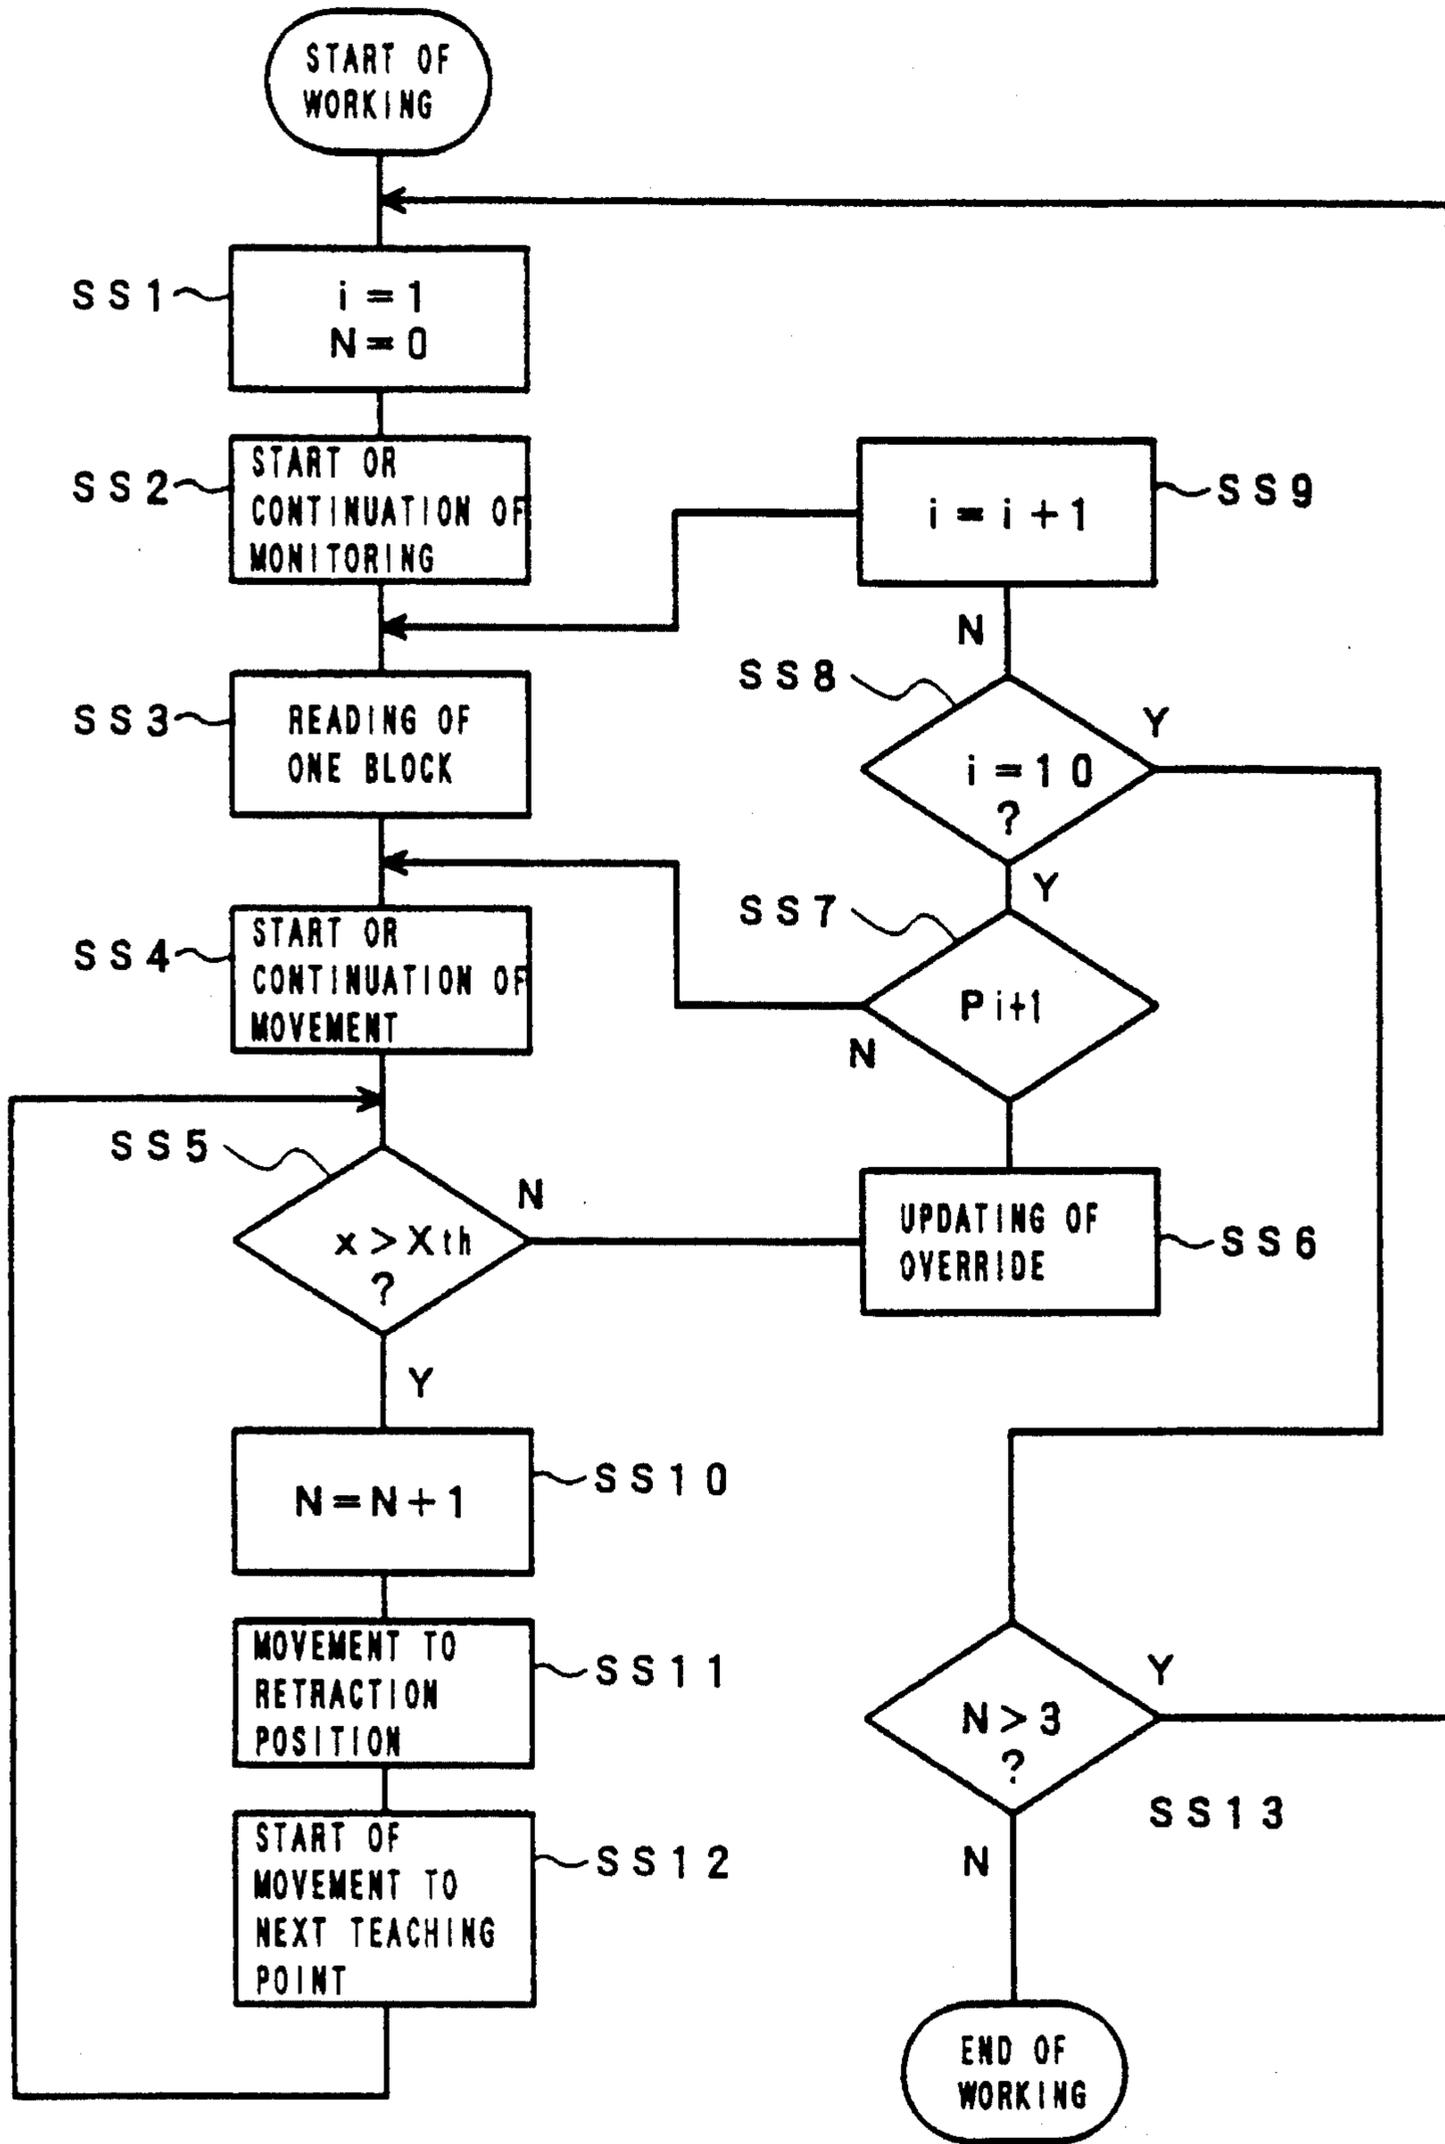 START OF
WORKING
SS1
i = 1
N = 0
SS2
START OR
CONTINUATION OF
MONITORING
SS3
READING OF
ONE BLOCK
SS4
START OR
CONTINUATION OF
MOVEMENT
SS5
x > Xth
?
N
Y
N = N + 1
SS10
MOVEMENT TO
RETRACTION
POSITION
SS11
START OF
MOVEMENT TO
NEXT TEACHING
POINT
SS12
i = i + 1
SS9
N
SS8
i = 10
?
Y
Y
SS7
Pi+1
N
UPDATING OF
OVERRIDE
SS6
N > 3
?
Y
SS13
N
END OF
WORKING